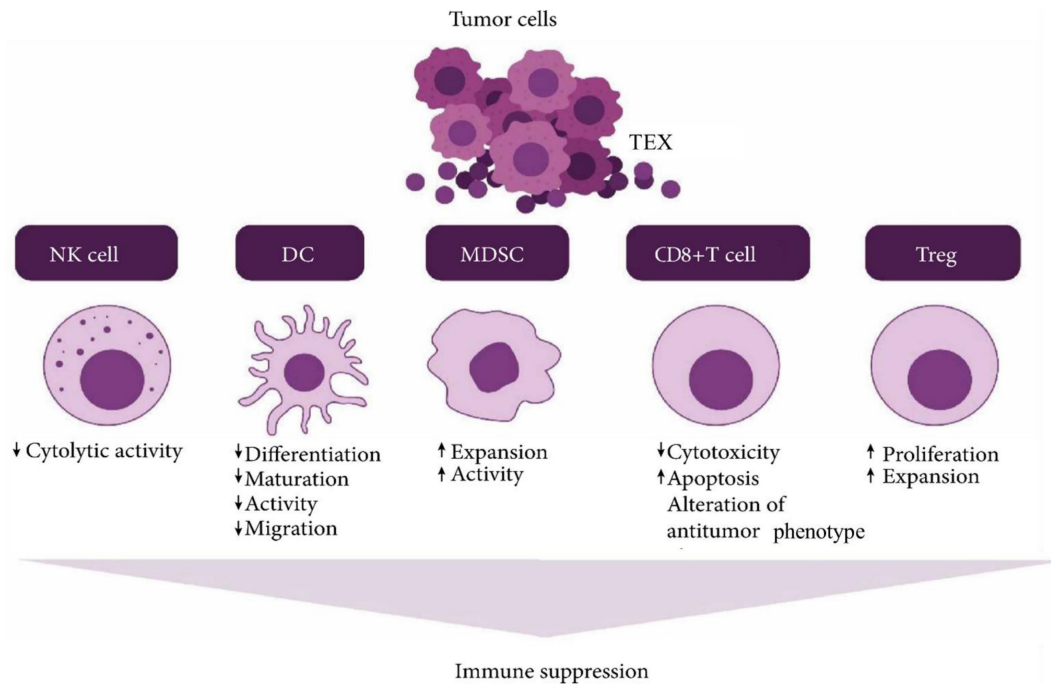 Tumor cells
TEX
NK cell
DC
MDSC
CD8+T cell
Treg
↓ Cytolytic activity
↓Differentiation
↓Maturation
↓Activity
↓Migration
↑ Expansion
↑ Activity
↓Cytotoxicity
↑Apoptosis
Alteration of
antitumor phenotype
↑ Proliferation
↑ Expansion
Immune suppression